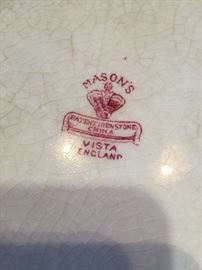 MASON'S
PATENT IRONSTONE
CHINA
VISTA
ENGLAND